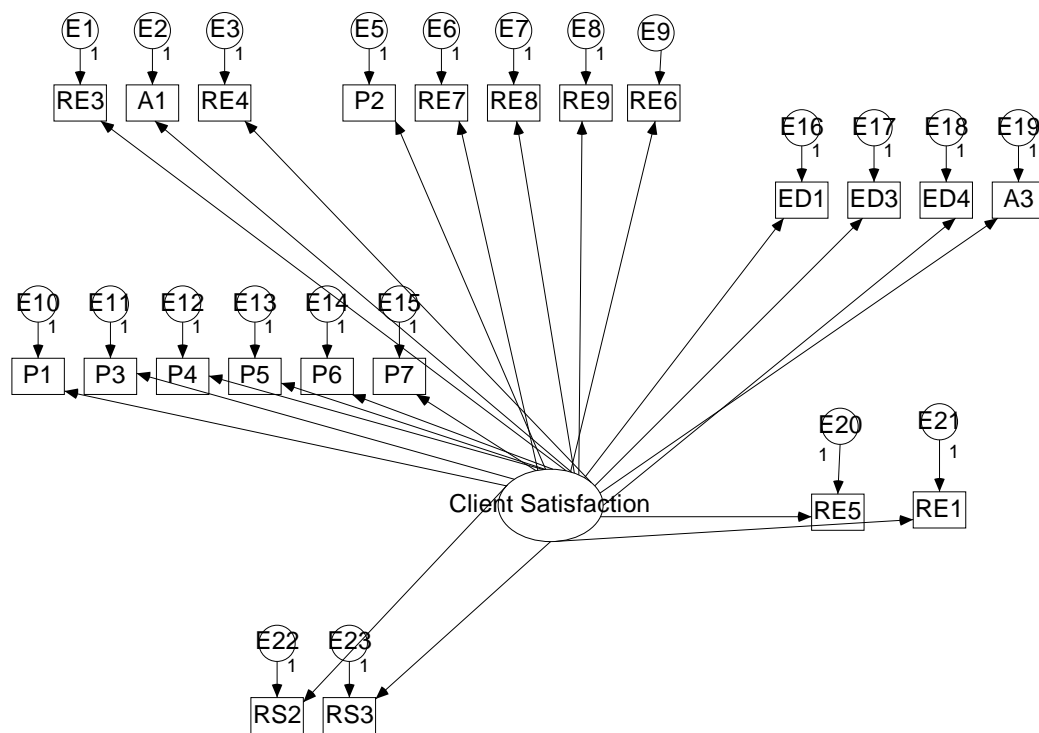 E1 E2 E3 E5 E6 E7 E8 E9
1 1 1 1 1 1 1
RE3 A1 RE4 P2 RE7 RE8 RE9 RE6
E16 E17 E18 E19
1 1 1 1
ED1 ED3 ED4 A3
E10 E11 E12 E13 E14 E15
1 1 1 1 1 1
P1 P3 P4 P5 P6 P7
E20 E21
1 1
Client Satisfaction
RE5 RE1
E22 E23
1 1
RS2 RS3